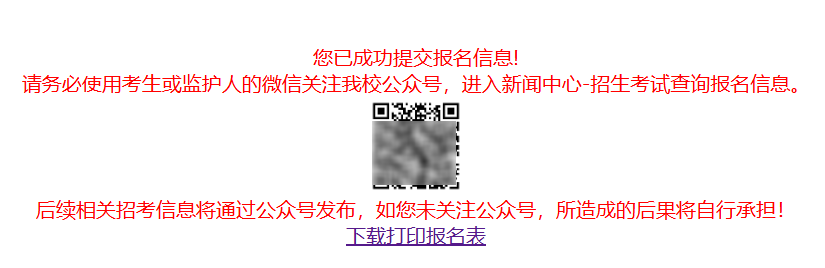 您已成功提交报名信息!
请务必使用考生或监护人的微信关注我校公众号，进入新闻中心-招生考试查询报名信息。
后续相关招考信息将通过公众号发布，如您未关注公众号，所造成的后果将自行承担！
下载打印报名表